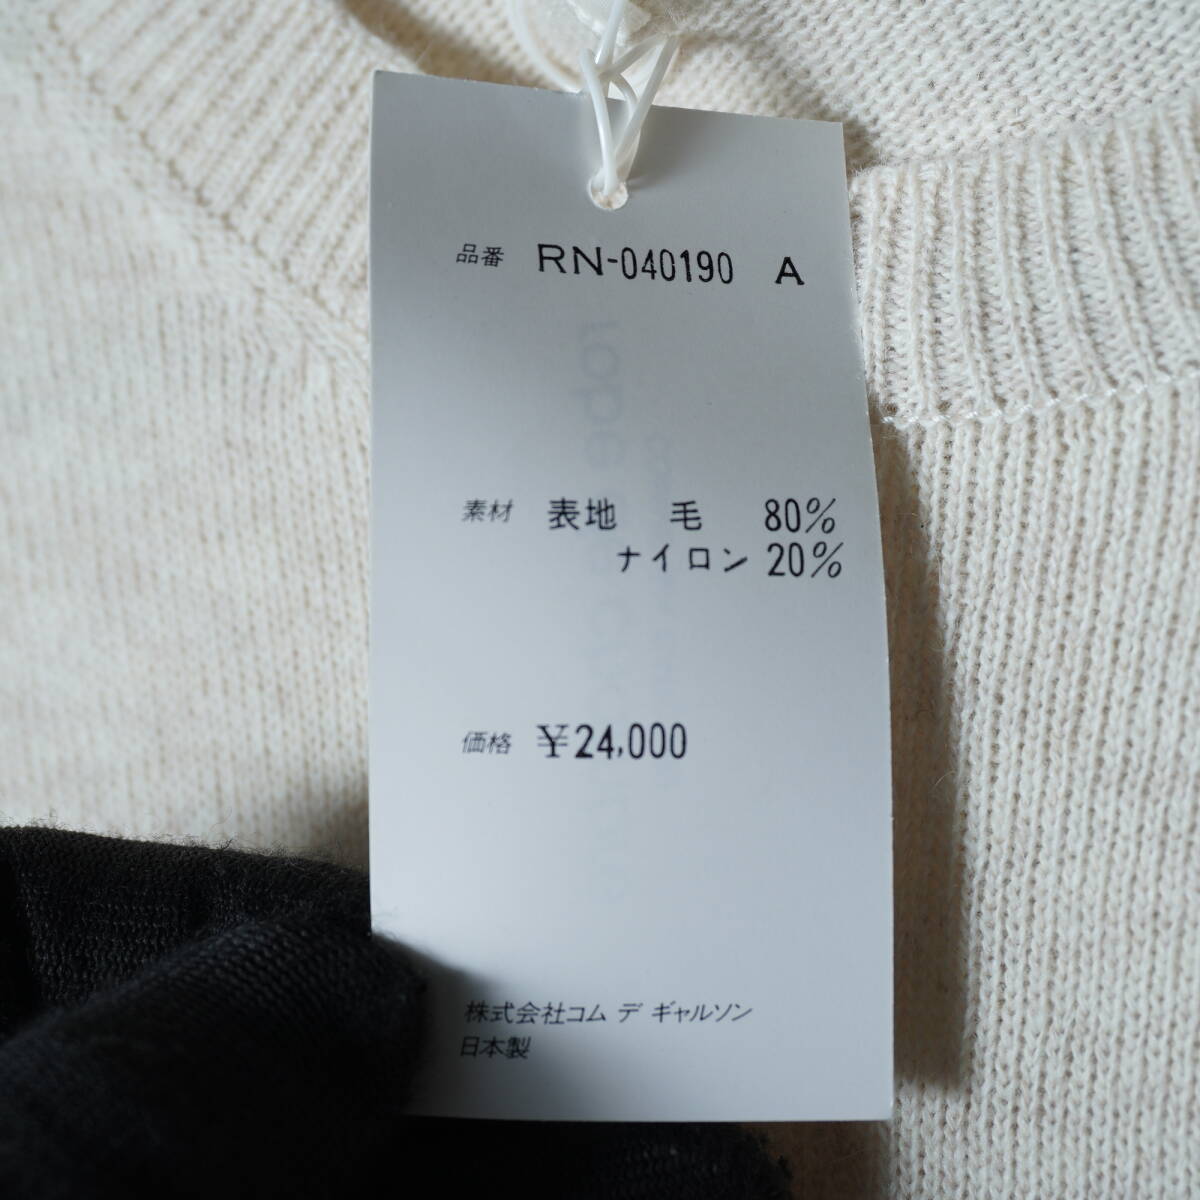 品番 RN-040190 A
素材 表地 毛 80%
ナイロン 20%
価格 ¥24,000
株式会社コム デ ギャルソン
日本製